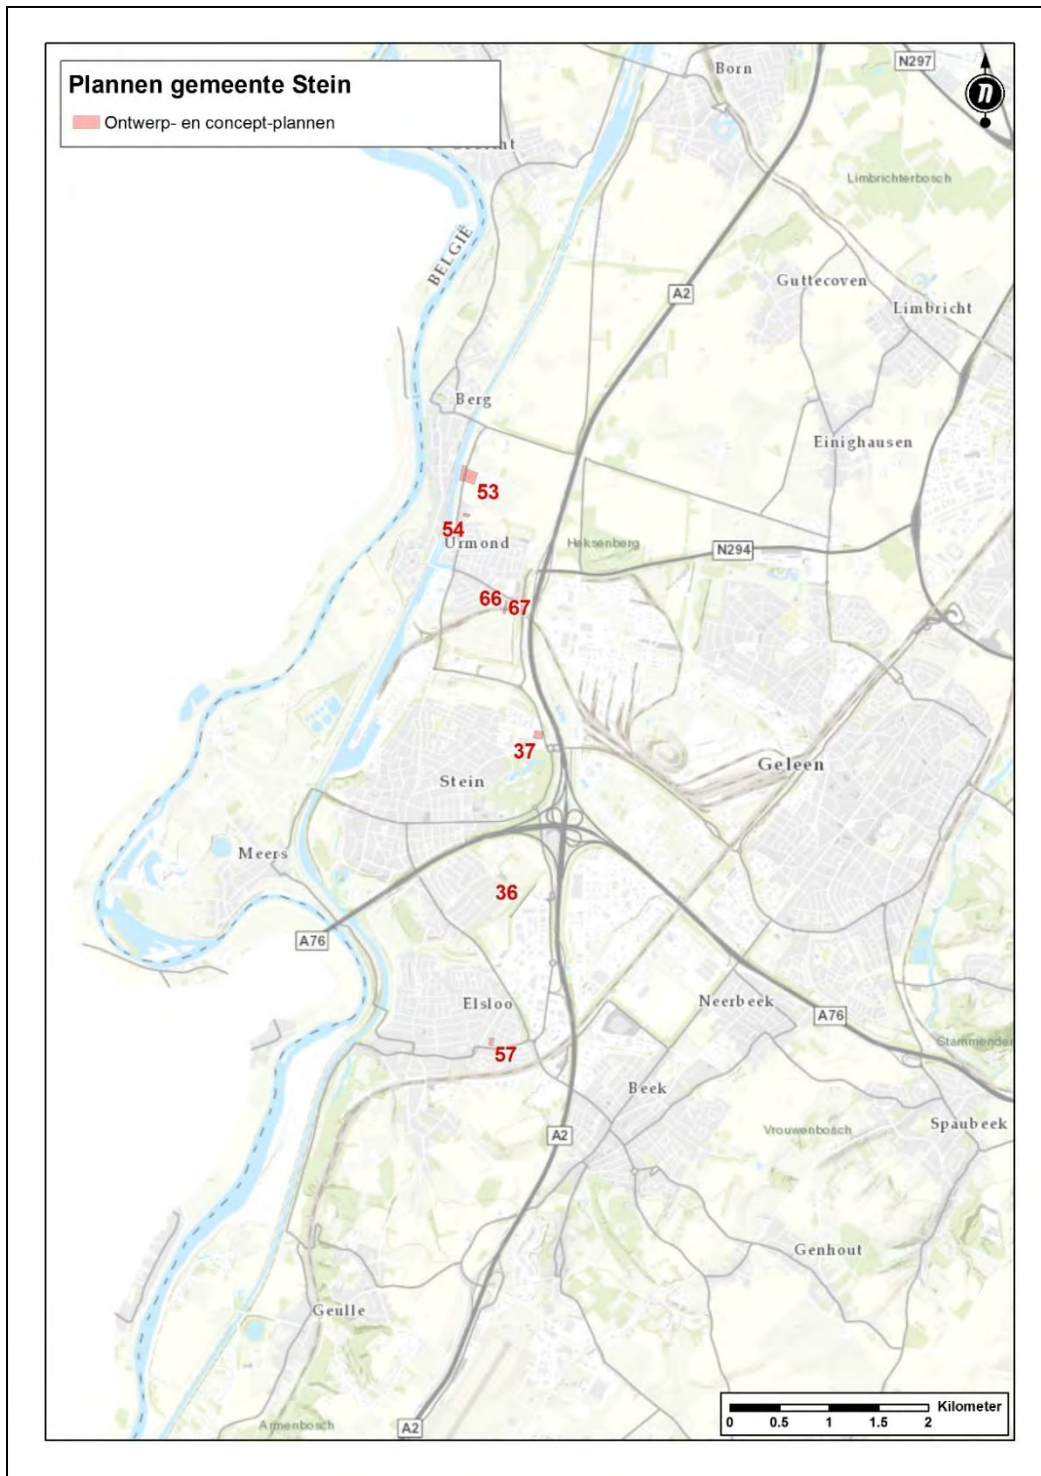 Plannen gemeente Stein
Ontwerp- en concept-plannen
Born
N297
n
Limbrichterbosch
BELGIË
Guttecoven
A2
Limbricht
Berg
Einighausen
53
54
Urmond
Heksenberg
N294
66
67
37
Geleen
Stein
Meers
36
A76
Elsloo
Neerbeek
A76
57
Stammender
Beek
Vrouwenbosch
Spaubeek
A2
Genhout
Geulle
Armenbosch
A2
Kilometer
0 0.5 1 1.5 2